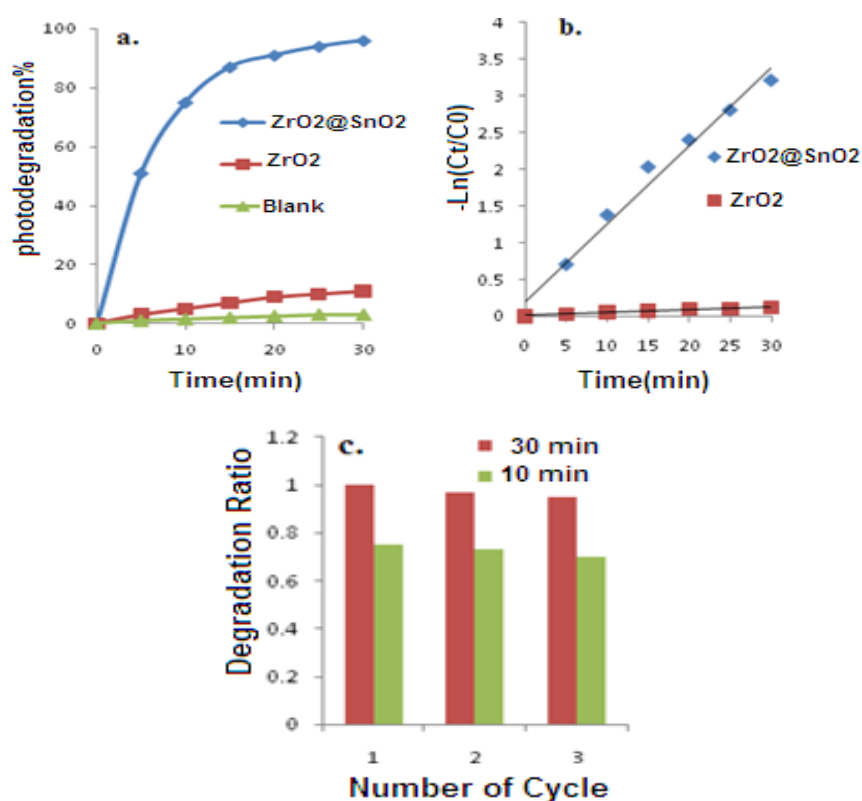 a.
photodegradation%
100
80
60
40
20
0
0 10 20 30
Time(min)
ZrO2@SnO2
ZrO2
Blank
b.
-Ln(Ct/C0)
4
3.5
3
2.5
2
1.5
1
0.5
0
0 5 10 15 20 25 30
Time(min)
ZrO2@SnO2
ZrO2
c.
Degradation Ratio
1.2
1
0.8
0.6
0.4
0.2
0
30 min
10 min
1 2 3
Number of Cycle